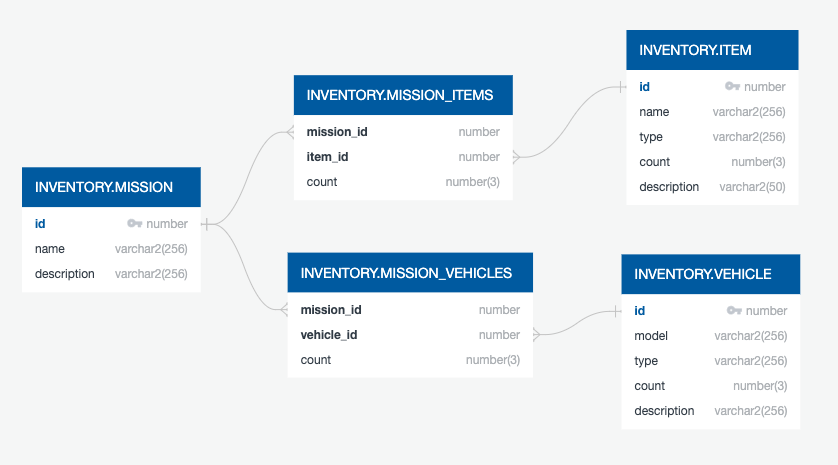 INVENTORY.MISSION
id number
name varchar2(256)
description varchar2(256)
INVENTORY.MISSION_ITEMS
mission_id number
item_id number
count number(3)
INVENTORY.MISSION_VEHICLES
mission_id number
vehicle_id number
count number(3)
INVENTORY.ITEM
id number
name varchar2(256)
type varchar2(256)
count number(3)
description varchar2(50)
INVENTORY.VEHICLE
id number
model varchar2(256)
type varchar2(256)
count number(3)
description varchar2(256)